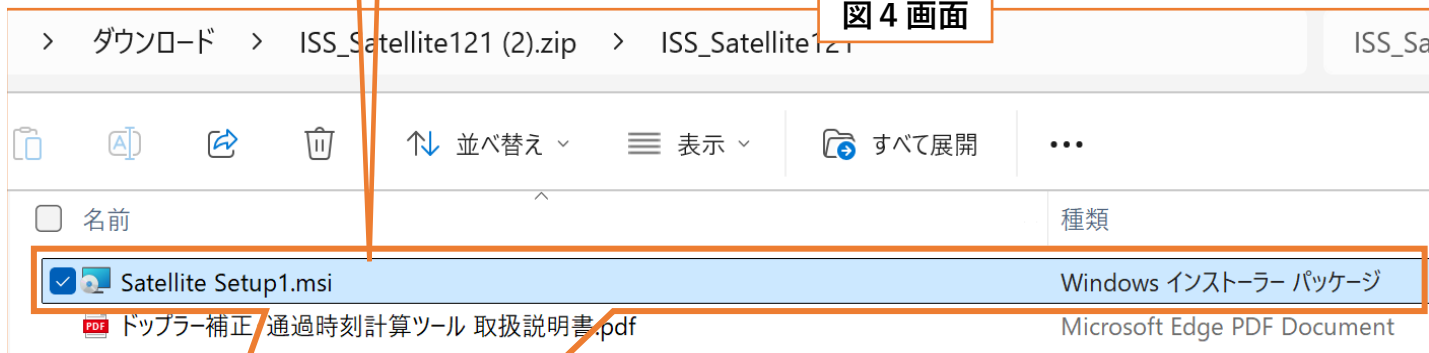 図４画面
> ダウンロード > ISS_Satellite121 (2).zip > ISS_Satellite121
ISS_Sa
並べ替え 表示 すべて展開 •••
名前 種類
Satellite Setup1.msi Windows インストーラー パッケージ
PDF ドップラー補正 通過時刻計算ツール 取扱説明書.pdf Microsoft Edge PDF Document